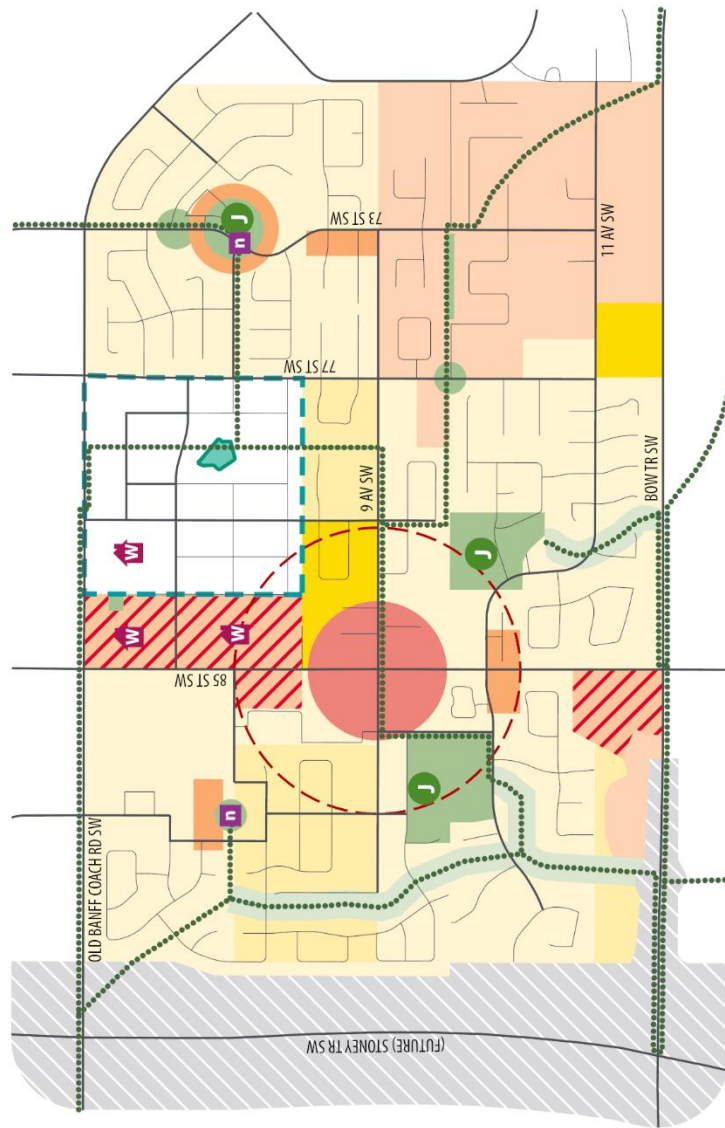 J
n
73 ST SW
11 AV SW
77 ST SW
9 AV SW
BOW TR SW
W
J
W
W
85 ST SW
J
n
OLD BANFF COACH RD SW
(FUTURE) STONEY TR SW